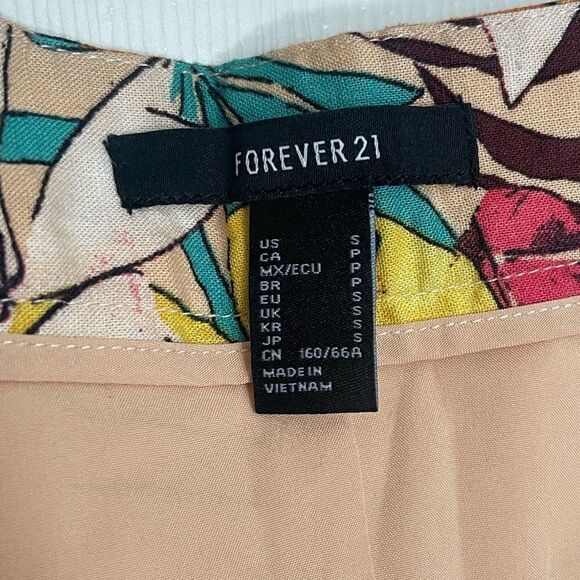 FOREVER 21
US S
CA P
MX/ECU P
BR P
EU S
UK S
KR S
JP S
CN 160/66A
MADE IN
VIETNAM